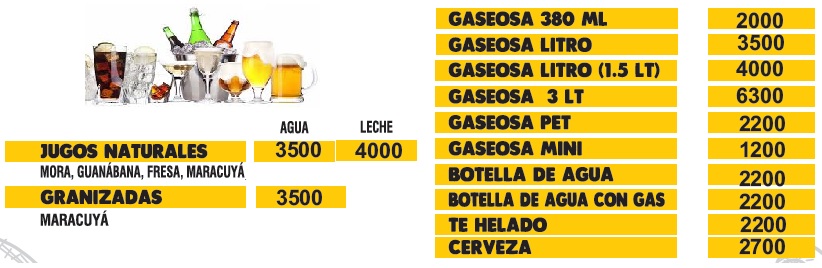 AGUA LECHE
JUGOS NATURALES 3500 4000
MORA, GUANÁBANA, FRESA, MARACUYÁ
GRANIZADAS 3500
MARACUYÁ
GASEOSA 380 ML 2000
GASEOSA LITRO 3500
GASEOSA LITRO (1.5 LT) 4000
GASEOSA 3 LT 6300
GASEOSA PET 2200
GASEOSA MINI 1200
BOTELLA DE AGUA 2200
BOTELLA DE AGUA CON GAS 2200
TE HELADO 2200
CERVEZA 2700